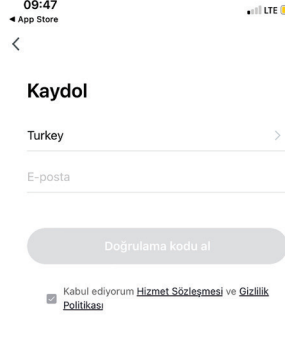 09:47
◀ App Store
LTE
Kaydol
Turkey
E-posta
Doğrulama kodu al
Kabul ediyorum Hizmet Sözleşmesi ve Gizlilik
Politikası